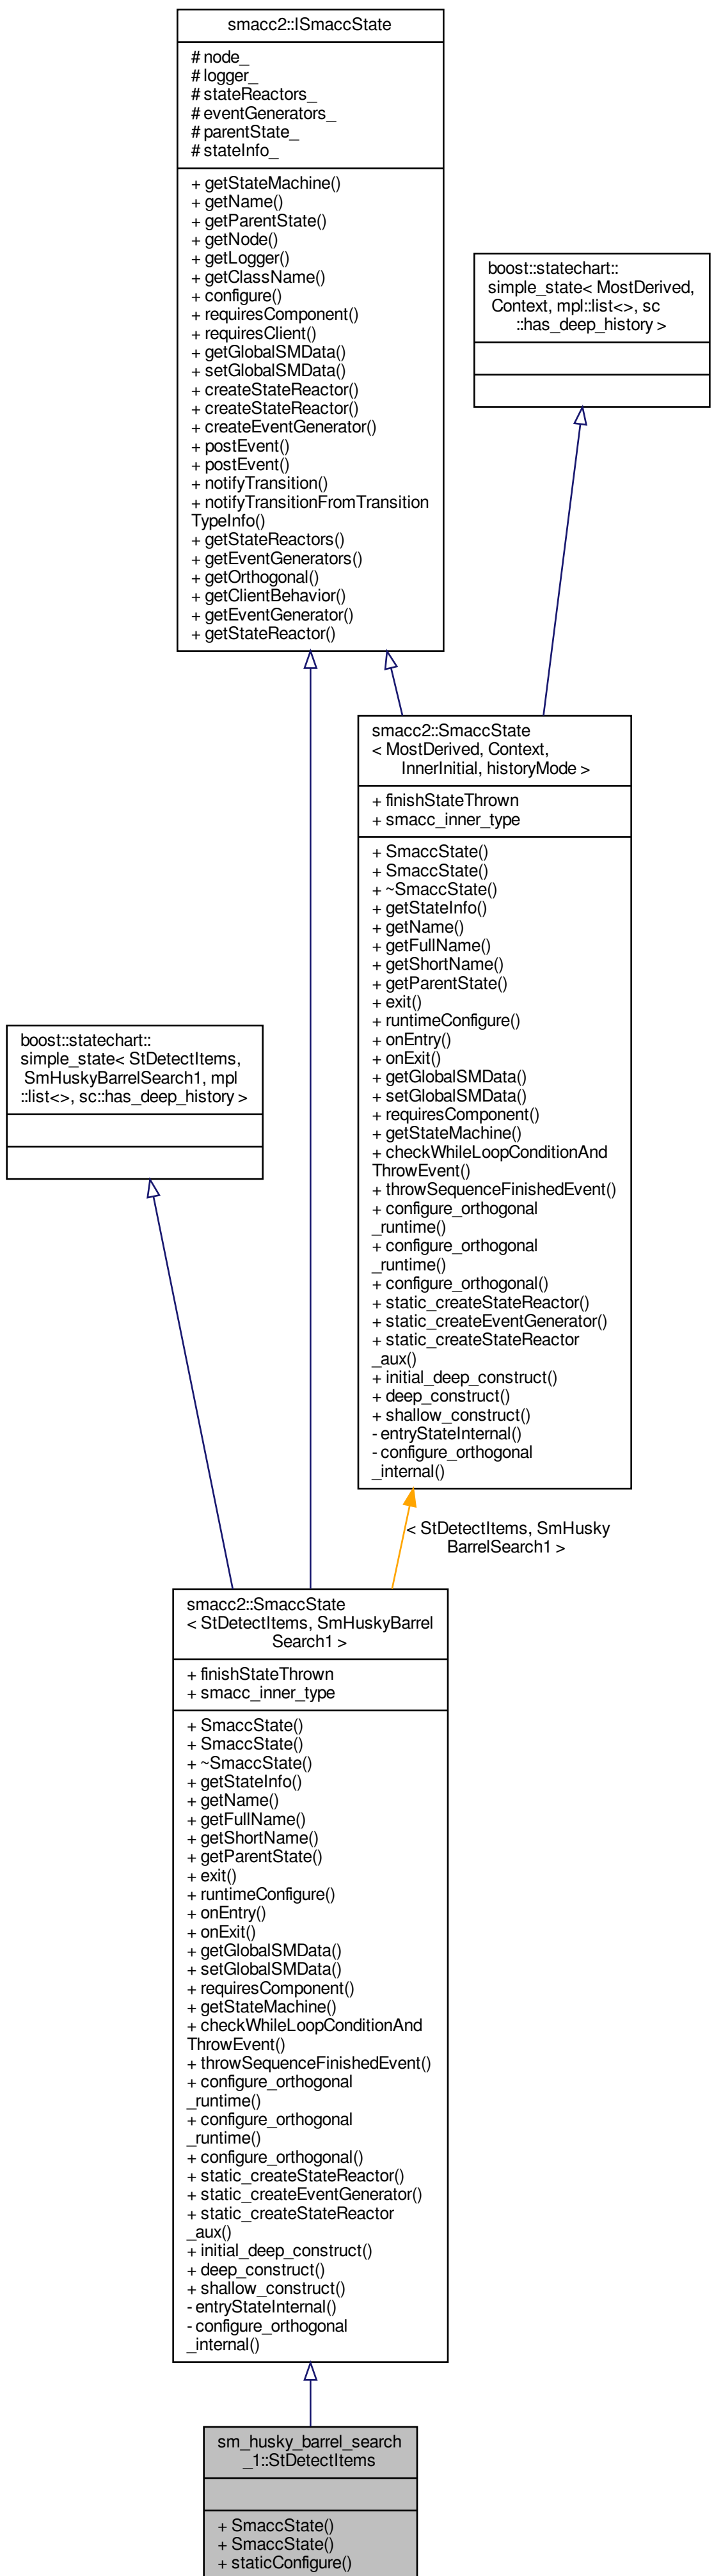 smacc2::ISmaccState
# node_
# logger_
# stateReactors_
# eventGenerators_
# parentState_
# stateInfo_
+ getStateMachine()
+ getName()
+ getParentState()
+ getNode()
+ getLogger()
+ getClassName()
+ configure()
+ requiresComponent()
+ requiresClient()
+ getGlobalSMData()
+ setGlobalSMData()
+ createStateReactor()
+ createStateReactor()
+ createEventGenerator()
+ postEvent()
+ postEvent()
+ notifyTransition()
+ notifyTransitionFromTransition
TypeInfo()
+ getStateReactors()
+ getEventGenerators()
+ getOrthogonal()
+ getClientBehavior()
+ getEventGenerator()
+ getStateReactor()
boost::statechart::
simple_state< MostDerived,
Context, mpl::list<>, sc
::has_deep_history >
smacc2::SmaccState
< MostDerived, Context,
InnerInitial, historyMode >
+ finishStateThrown
+ smacc_inner_type
+ SmaccState()
+ SmaccState()
+ ~SmaccState()
+ getStateInfo()
+ getName()
+ getFullName()
+ getShortName()
+ getParentState()
+ exit()
+ runtimeConfigure()
+ onEntry()
+ onExit()
+ getGlobalSMData()
+ setGlobalSMData()
+ requiresComponent()
+ getStateMachine()
+ checkWhileLoopConditionAnd
ThrowEvent()
+ throwSequenceFinishedEvent()
+ configure_orthogonal
_runtime()
+ configure_orthogonal
_runtime()
+ configure_orthogonal()
+ static_createStateReactor()
+ static_createEventGenerator()
+ static_createStateReactor
_aux()
+ initial_deep_construct()
+ deep_construct()
+ shallow_construct()
- entryStateInternal()
- configure_orthogonal
_internal()
boost::statechart::
simple_state< StDetectItems,
SmHuskyBarrelSearch1, mpl
::list<>, sc::has_deep_history >
< StDetectItems, SmHusky
BarrelSearch1 >
smacc2::SmaccState
< StDetectItems, SmHuskyBarrel
Search1 >
+ finishStateThrown
+ smacc_inner_type
+ SmaccState()
+ SmaccState()
+ ~SmaccState()
+ getStateInfo()
+ getName()
+ getFullName()
+ getShortName()
+ getParentState()
+ exit()
+ runtimeConfigure()
+ onEntry()
+ onExit()
+ getGlobalSMData()
+ setGlobalSMData()
+ requiresComponent()
+ getStateMachine()
+ checkWhileLoopConditionAnd
ThrowEvent()
+ throwSequenceFinishedEvent()
+ configure_orthogonal
_runtime()
+ configure_orthogonal
_runtime()
+ configure_orthogonal()
+ static_createStateReactor()
+ static_createEventGenerator()
+ static_createStateReactor
_aux()
+ initial_deep_construct()
+ deep_construct()
+ shallow_construct()
- entryStateInternal()
- configure_orthogonal
_internal()
sm_husky_barrel_search
_1::StDetectItems
+ SmaccState()
+ SmaccState()
+ staticConfigure()